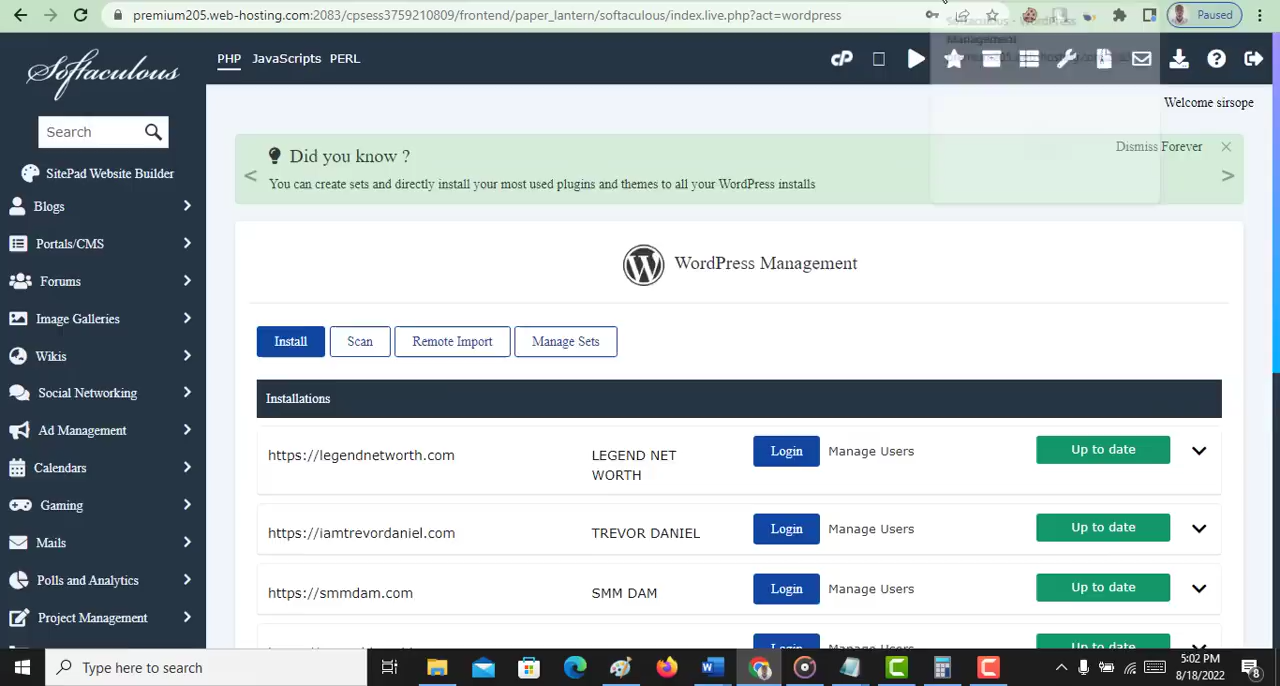 premium205.web-hosting.com:2083/cpsess3759210809/frontend/paper_lantern/softaculous/index.live.php?act=wordpress
Paused
Softaculous
PHP JavaScripts PERL
Welcome sirsope
Search
SitePad Website Builder
Blogs
Portals/CMS
Forums
Image Galleries
Wikis
Social Networking
Ad Management
Calendars
Gaming
Mails
Polls and Analytics
Project Management
Did you know ?
Dismiss Forever
You can create sets and directly install your most used plugins and themes to all your WordPress installs
WordPress Management
Install Scan Remote Import Manage Sets
Installations
https://legendnetworth.com LEGEND NET WORTH Login Manage Users Up to date
https://iamtrevordaniel.com TREVOR DANIEL Login Manage Users Up to date
https://smmdam.com SMM DAM Login Manage Users Up to date
Type here to search
5:02 PM
8/18/2022
8